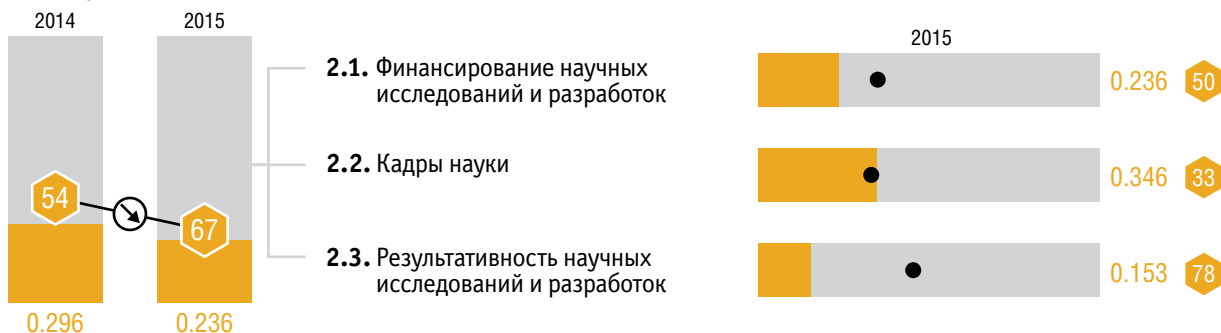 2014 2015
54
67
0.296 0.236
2.1. Финансирование научных
исследований и разработок
2.2. Кадры науки
2.3. Результативность научных
исследований и разработок
2015
0.236 50
0.346 33
0.153 78